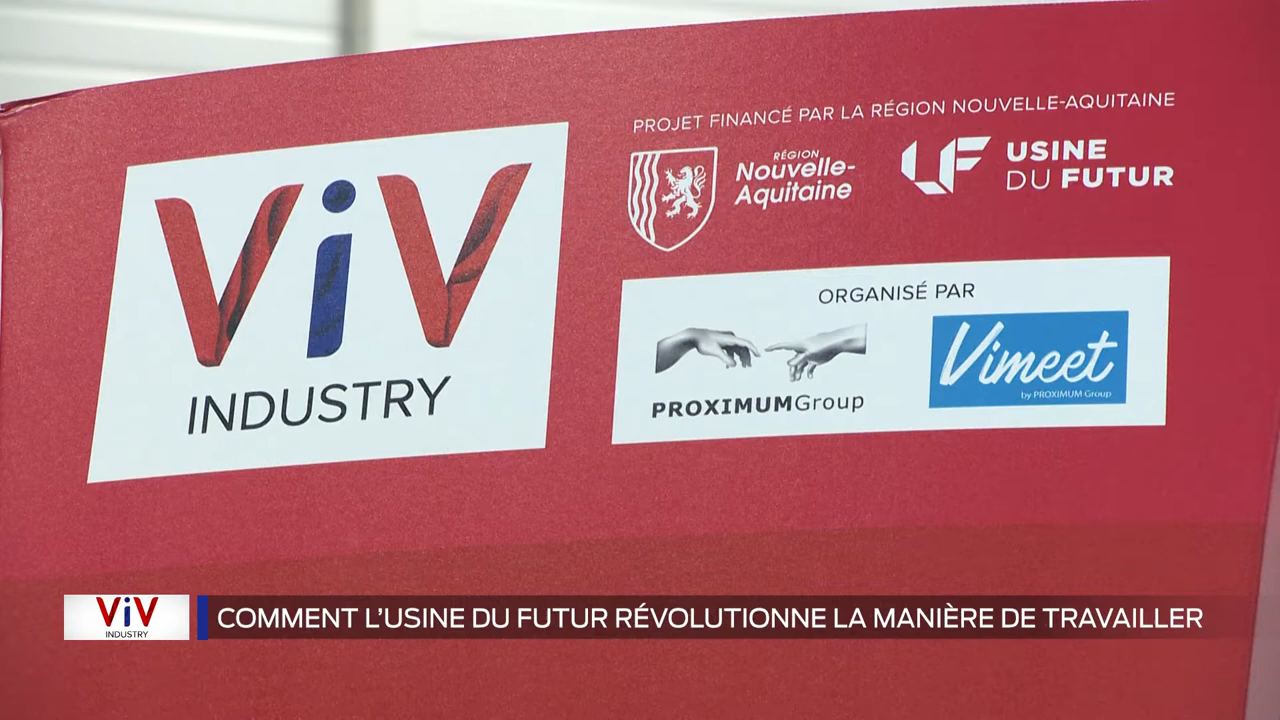 ViV
INDUSTRY
PROJET FINANCÉ PAR LA RÉGION NOUVELLE-AQUITAINE
RÉGION
Nouvelle-
Aquitaine
UF
USINE
DU FUTUR
ORGANISÉ PAR
PROXIMUMGroup
Vimeet
by PROXIMUM Group
ViV
INDUSTRY
COMMENT L'USINE DU FUTUR RÉVOLUTIONNE LA MANIÈRE DE TRAVAILLER